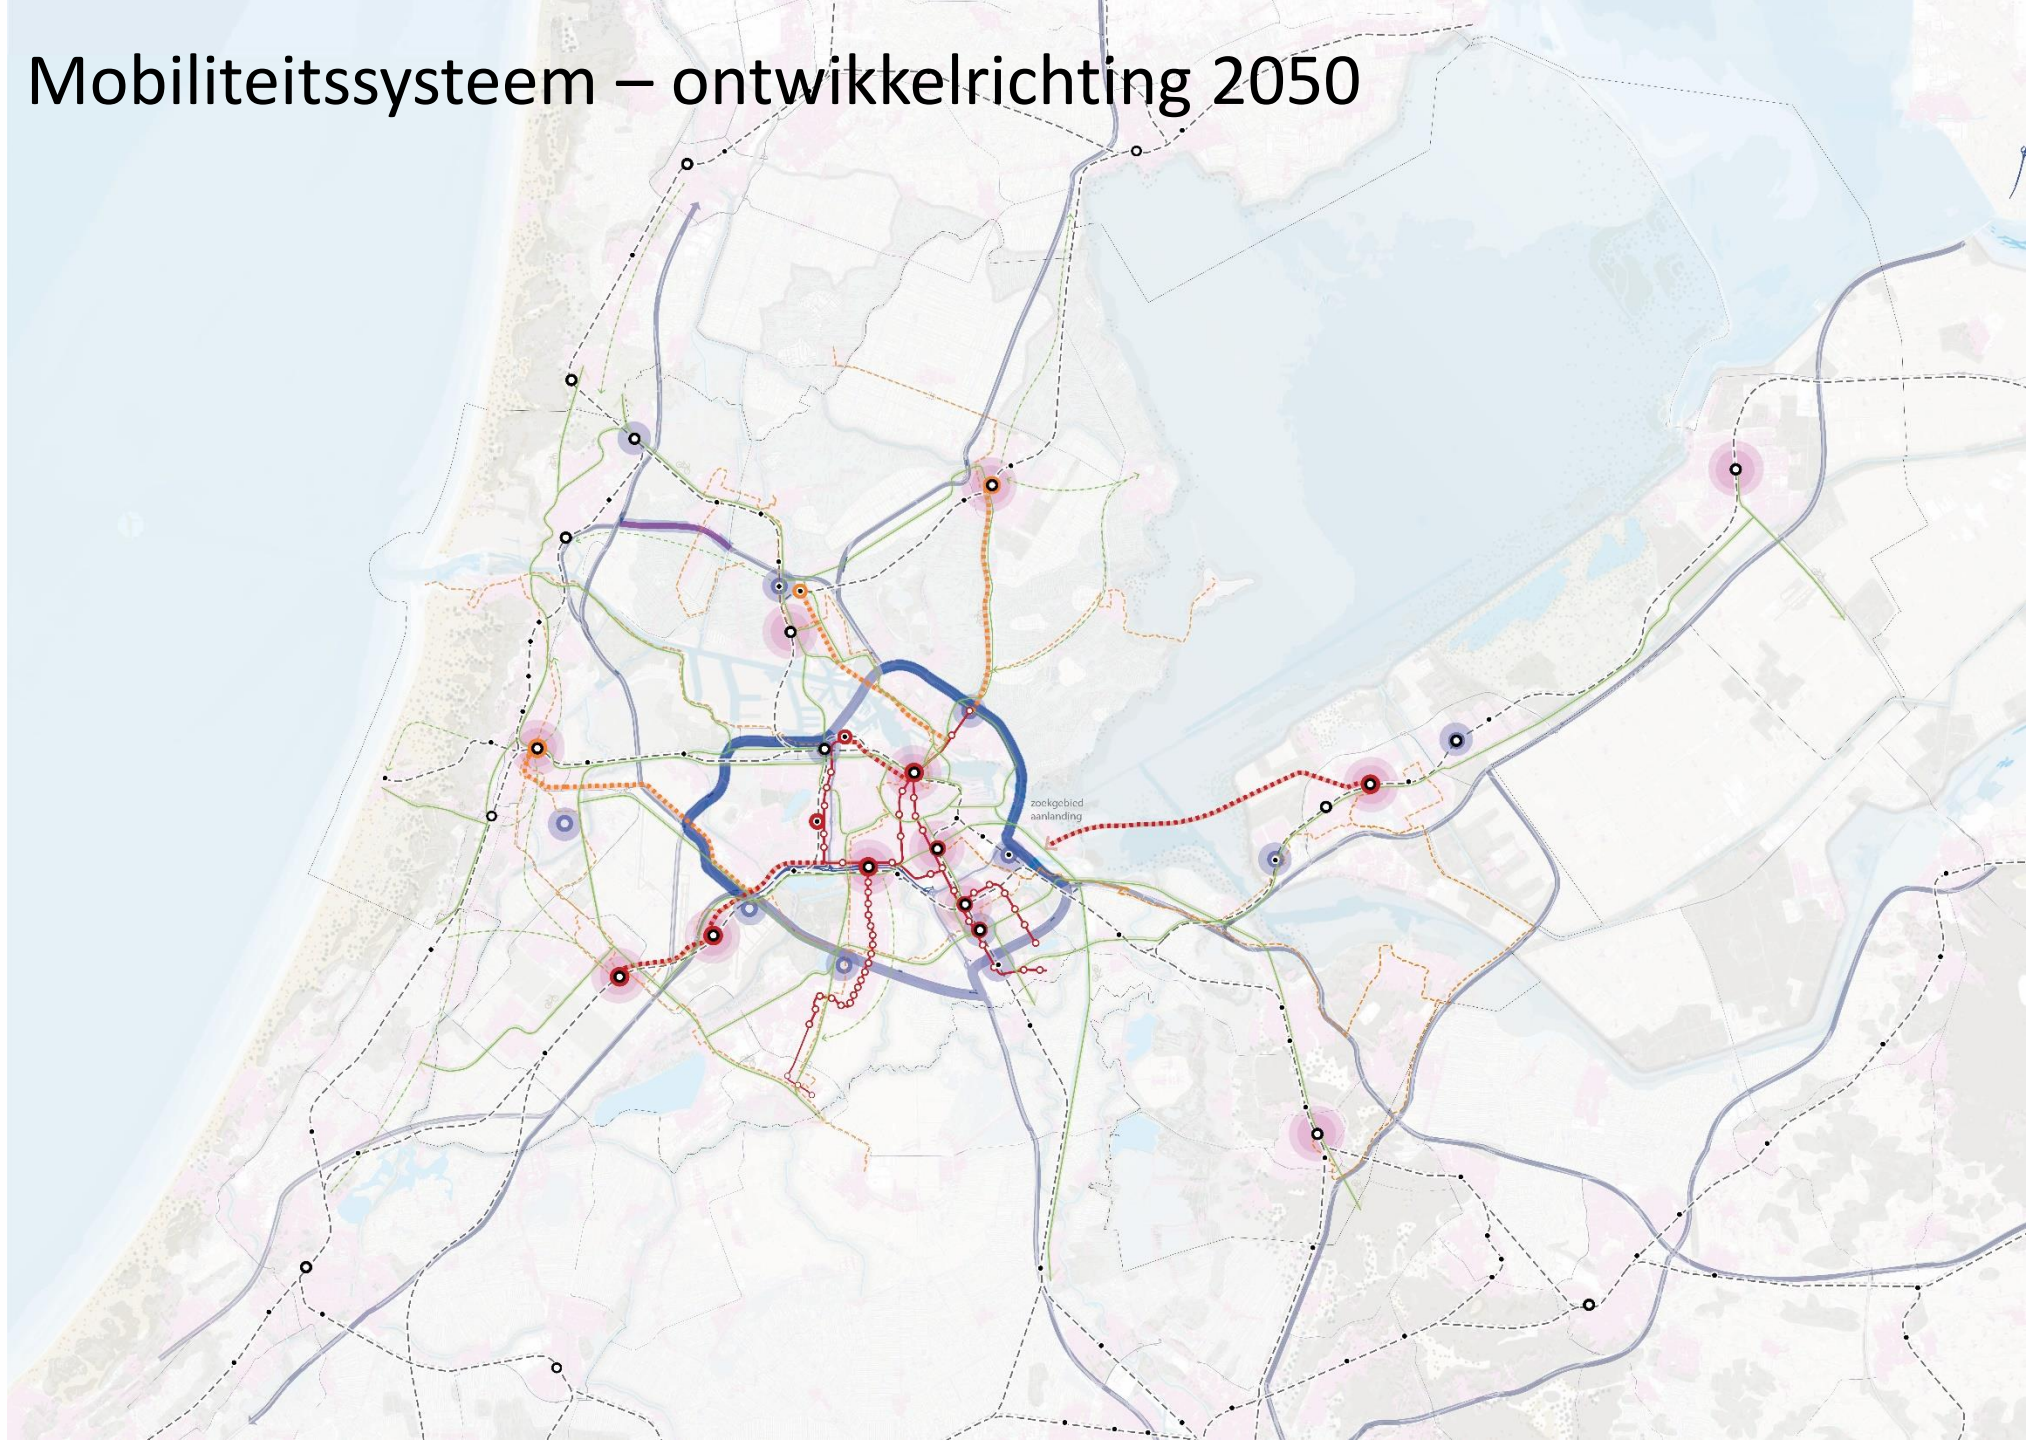 Mobiliteitssysteem – ontwikkelrichting 2050
zoekgebied
aanlanding